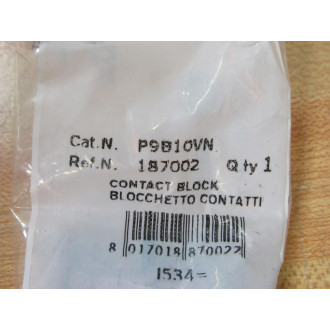 Cat.N. P9B10VN
Ref.N. 187002 Q.ty 1
CONTACT BLOCK
BLOCCHETTO CONTATTI
8 017018 870022
1534=